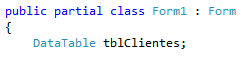 public partial class Form1 : Form
{
DataTable tblClientes;